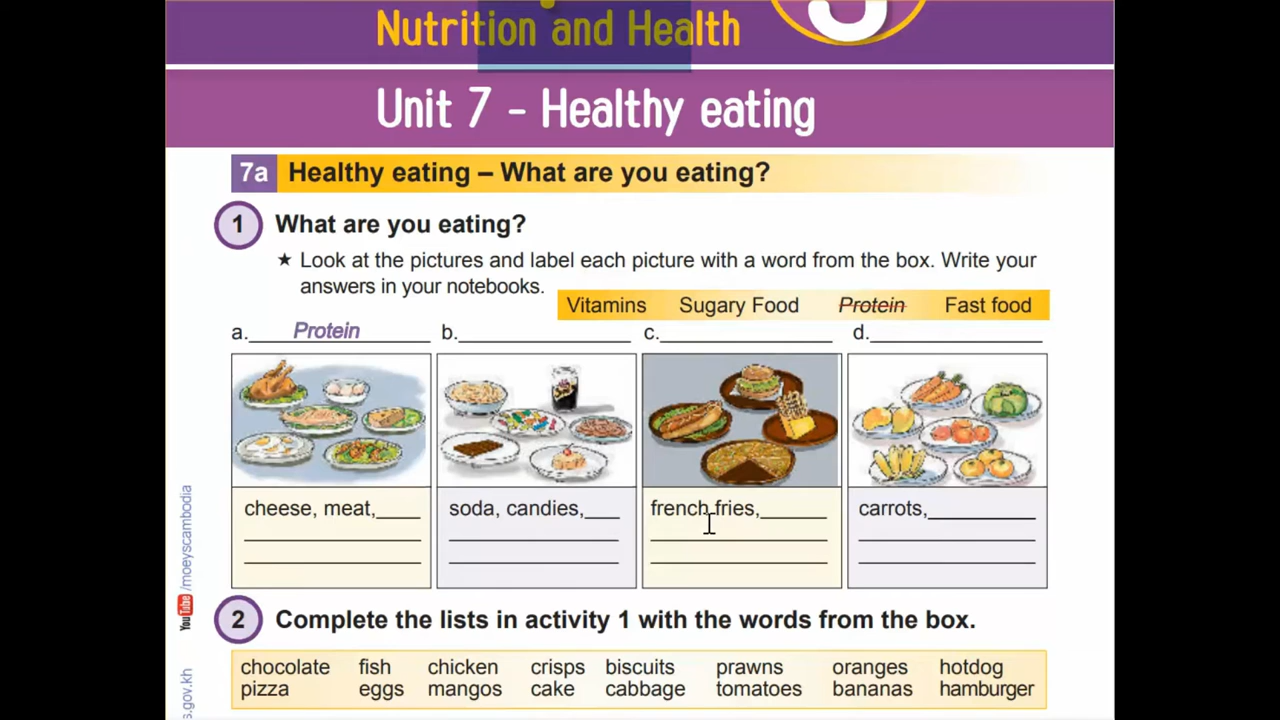 Nutrition and Health
Unit 7 - Healthy eating
7a Healthy eating – What are you eating?
1 What are you eating?
★ Look at the pictures and label each picture with a word from the box. Write your
answers in your notebooks.
Vitamins Sugary Food Protein Fast food
a. Protein b. c. d.
cheese, meat,
soda, candies,
french fries,
carrots,
2 Complete the lists in activity 1 with the words from the box.
chocolate fish chicken crisps biscuits prawns oranges hotdog
pizza eggs mangos cake cabbage tomatoes bananas hamburger
YouTube /moeyscambodia
s.gov.kh